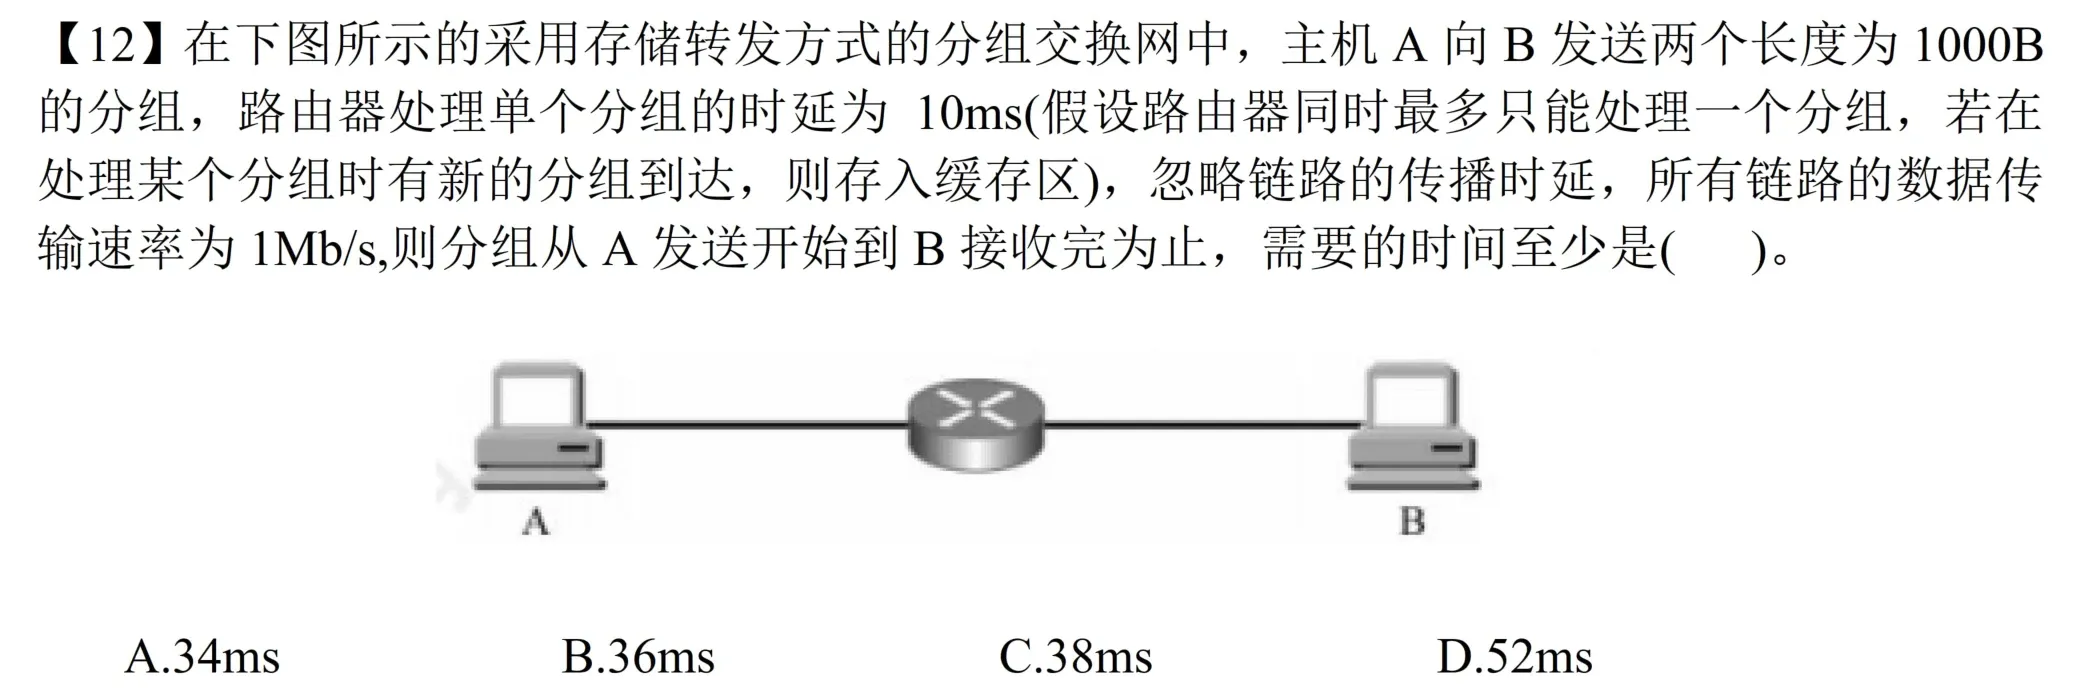 【12】在下图所示的采用存储转发方式的分组交换网中，主机 A 向 B 发送两个长度为 1000B
的分组，路由器处理单个分组的时延为 10ms(假设路由器同时最多只能处理一个分组，若在
处理某个分组时有新的分组到达，则存入缓存区)，忽略链路的传播时延，所有链路的数据传
输速率为 1Mb/s,则分组从 A 发送开始到 B 接收完为止，需要的时间至少是( )。
A B
A.34ms B.36ms C.38ms D.52ms